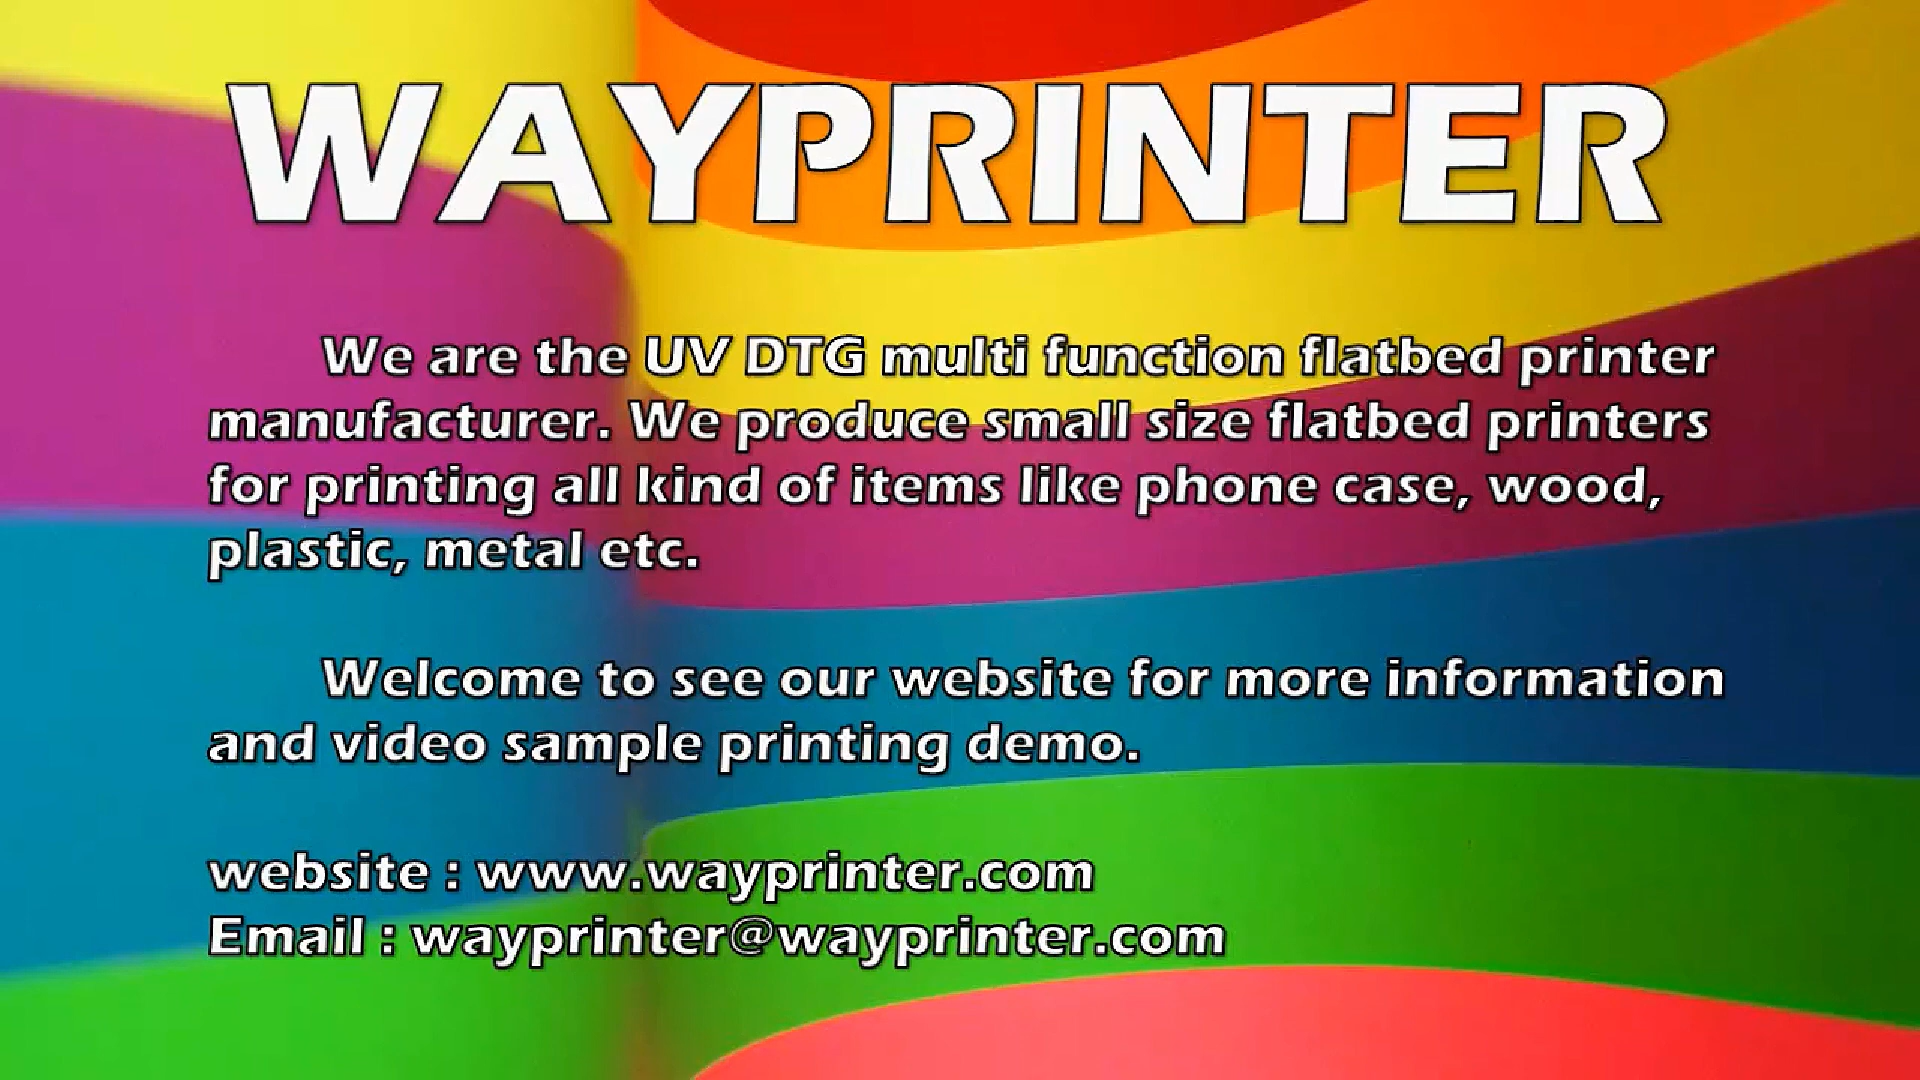 WAYPRINTER
We are the UV DTG multi function flatbed printer
manufacturer. We produce small size flatbed printers
for printing all kind of items like phone case, wood,
plastic, metal etc.
Welcome to see our website for more information
and video sample printing demo.
website : www.wayprinter.com
Email : wayprinter@wayprinter.com